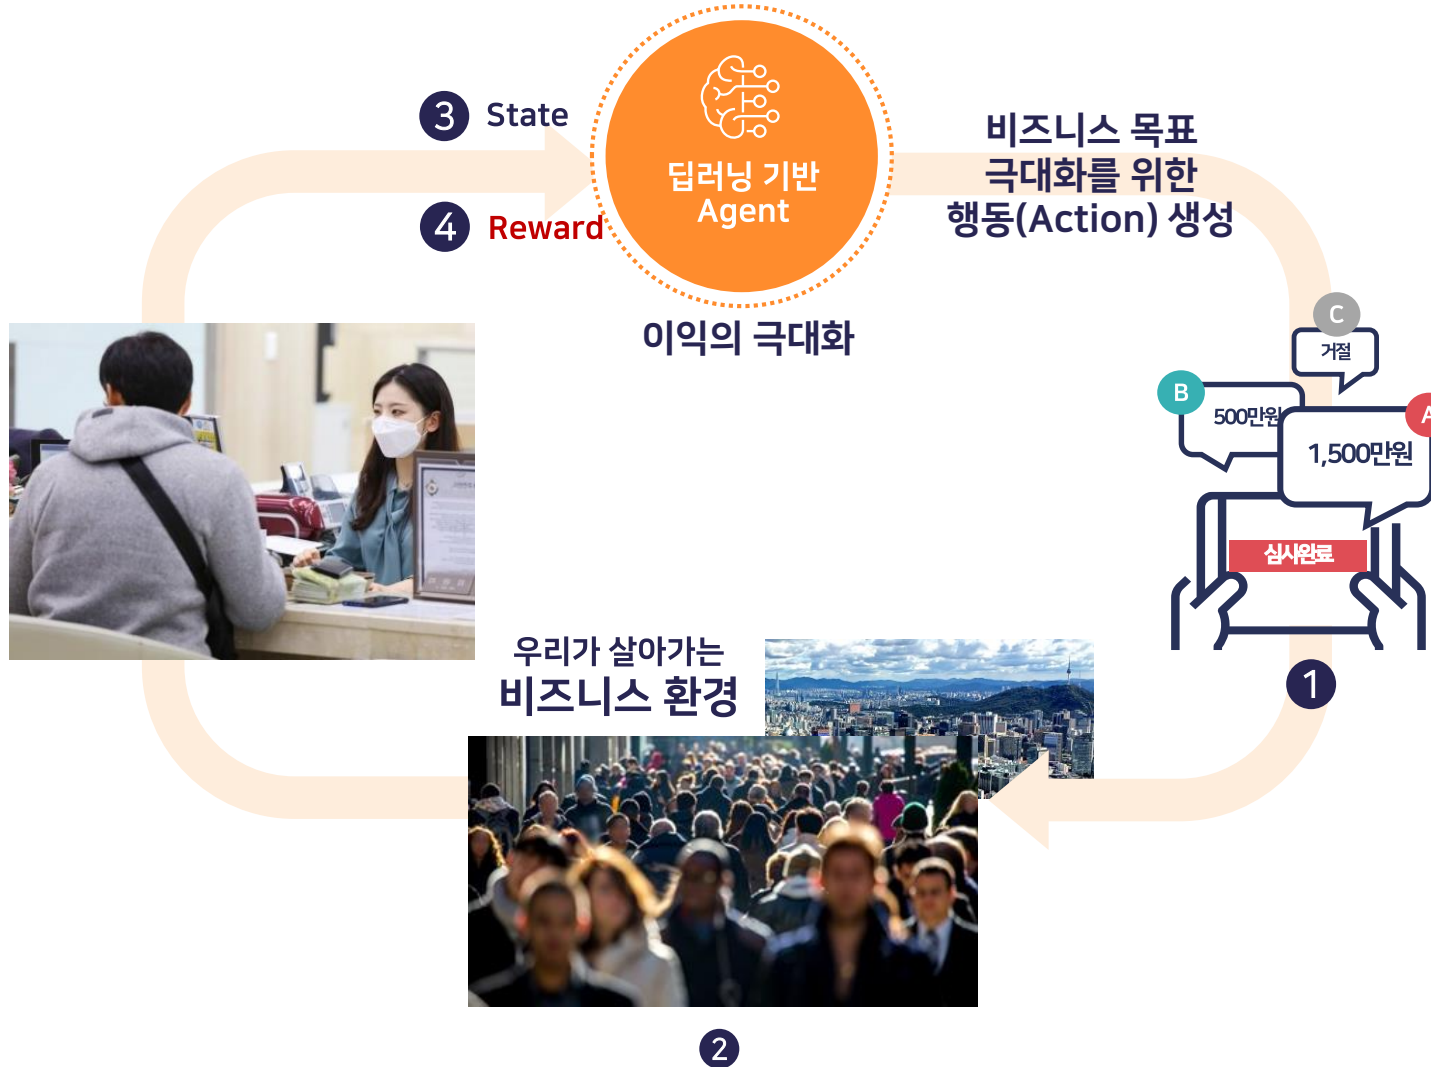 3 State
4 Reward
딥러닝 기반
Agent
이익의 극대화
비즈니스 목표
극대화를 위한
행동(Action) 생성
C
거절
B
500만원
A
1,500만원
심사완료
1
우리가 살아가는
비즈니스 환경
2